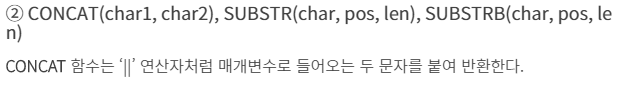 ② CONCAT(char1, char2), SUBSTR(char, pos, len), SUBSTRB(char, pos, le
n)
CONCAT 함수는 ‘||’ 연산자처럼 매개변수로 들어오는 두 문자를 붙여 반환한다.